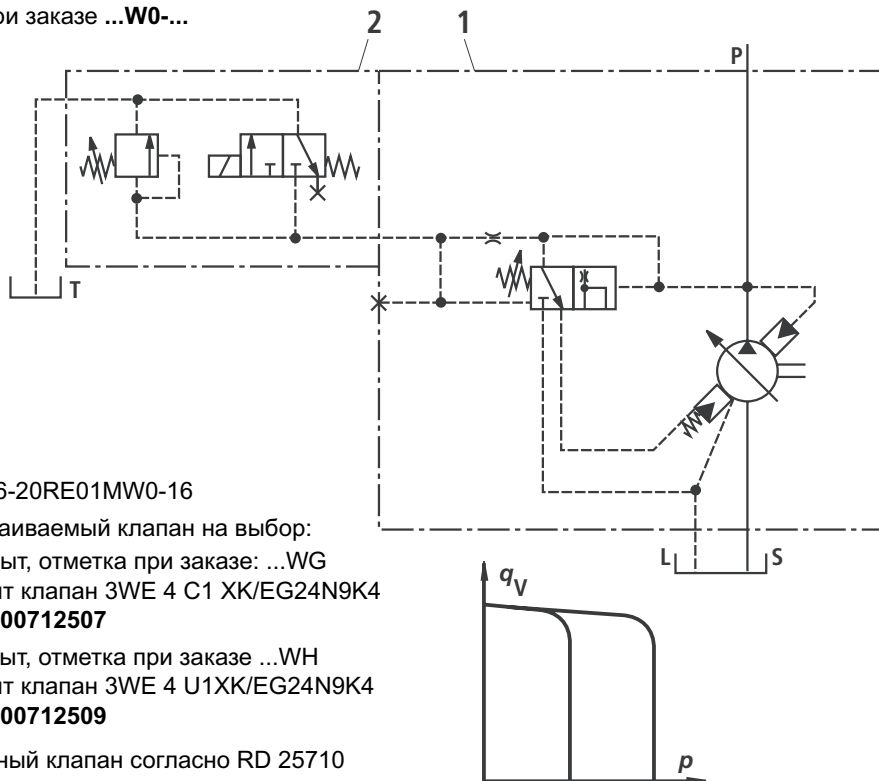 ри заказе ...W0-...
2 1
P
T
6-20RE01MW0-16
аиваемый клапан на выбор:
ыт, отметка при заказе: ...WG
т клапан 3WE 4 C1 XK/EG24N9K4
00712507
ыт, отметка при заказе ...WH
т клапан 3WE 4 U1XK/EG24N9K4
00712509
ный клапан согласно RD 25710
L S
qV
p